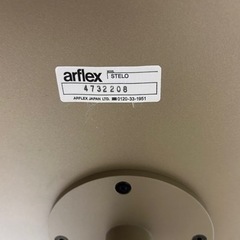 arflex STELO
4732208
ARFLEX JAPAN LTD. ☎0120-33-1951